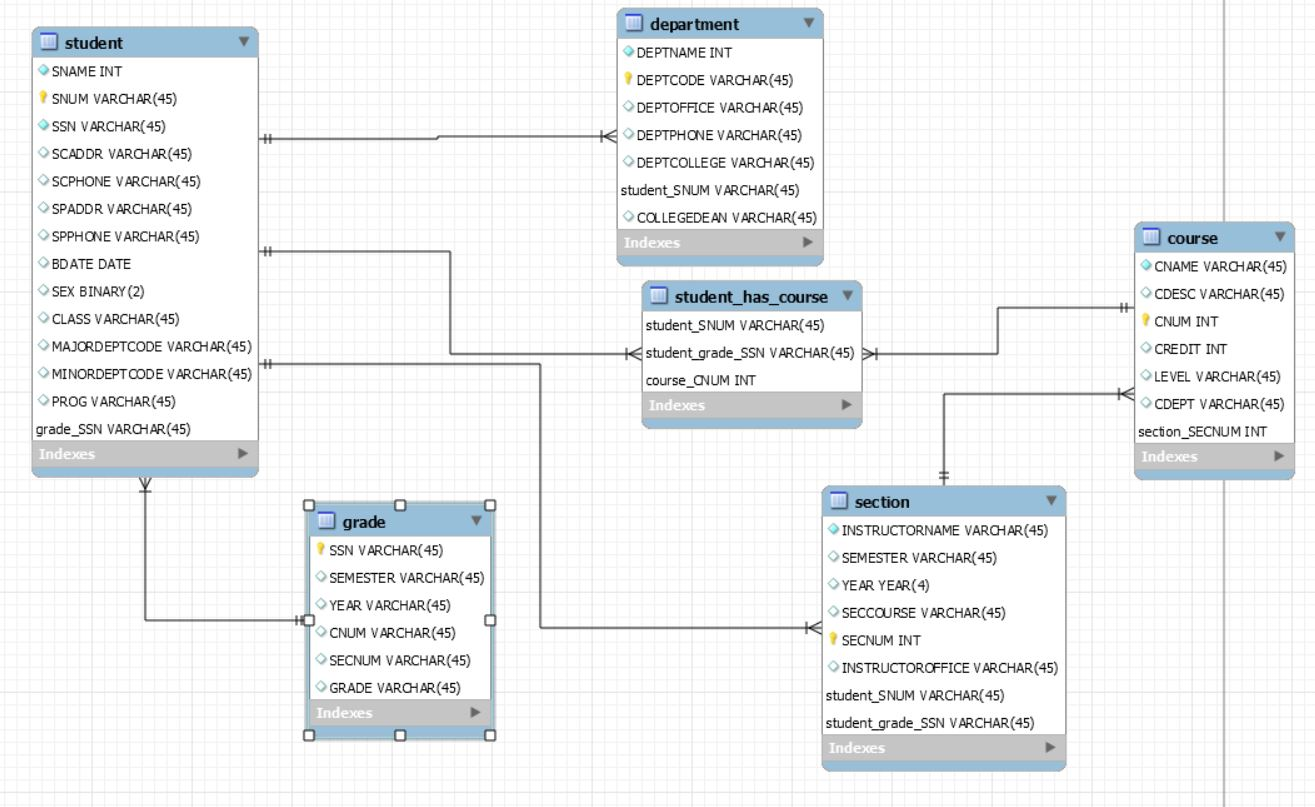 student
SNAME INT
SNUM VARCHAR(45)
SSN VARCHAR(45)
SCADDR VARCHAR(45)
SCPHONE VARCHAR(45)
SPADDR VARCHAR(45)
SPPHONE VARCHAR(45)
BDATE DATE
SEX BINARY(2)
CLASS VARCHAR(45)
MAJORDEPTCODE VARCHAR(45)
MINORDEPTCODE VARCHAR(45)
PROG VARCHAR(45)
grade_SSN VARCHAR(45)
Indexes
department
DEPTNAME INT
DEPTCODE VARCHAR(45)
DEPTOFFICE VARCHAR(45)
DEPTPHONE VARCHAR(45)
DEPTCOLLEGE VARCHAR(45)
student_SNUM VARCHAR(45)
COLLEGEDEAN VARCHAR(45)
Indexes
student_has_course
student_SNUM VARCHAR(45)
student_grade_SSN VARCHAR(45)
course_CNUM INT
Indexes
course
CNAME VARCHAR(45)
CDESC VARCHAR(45)
CNUM INT
CREDIT INT
LEVEL VARCHAR(45)
CDEPT VARCHAR(45)
section_SECNUM INT
Indexes
grade
SSN VARCHAR(45)
SEMESTER VARCHAR(45)
YEAR VARCHAR(45)
CNUM VARCHAR(45)
SECNUM VARCHAR(45)
GRADE VARCHAR(45)
Indexes
section
INSTRUCTORNAME VARCHAR(45)
SEMESTER VARCHAR(45)
YEAR YEAR(4)
SECCOURSE VARCHAR(45)
SECNUM INT
INSTRUCTOROFFICE VARCHAR(45)
student_SNUM VARCHAR(45)
student_grade_SSN VARCHAR(45)
Indexes